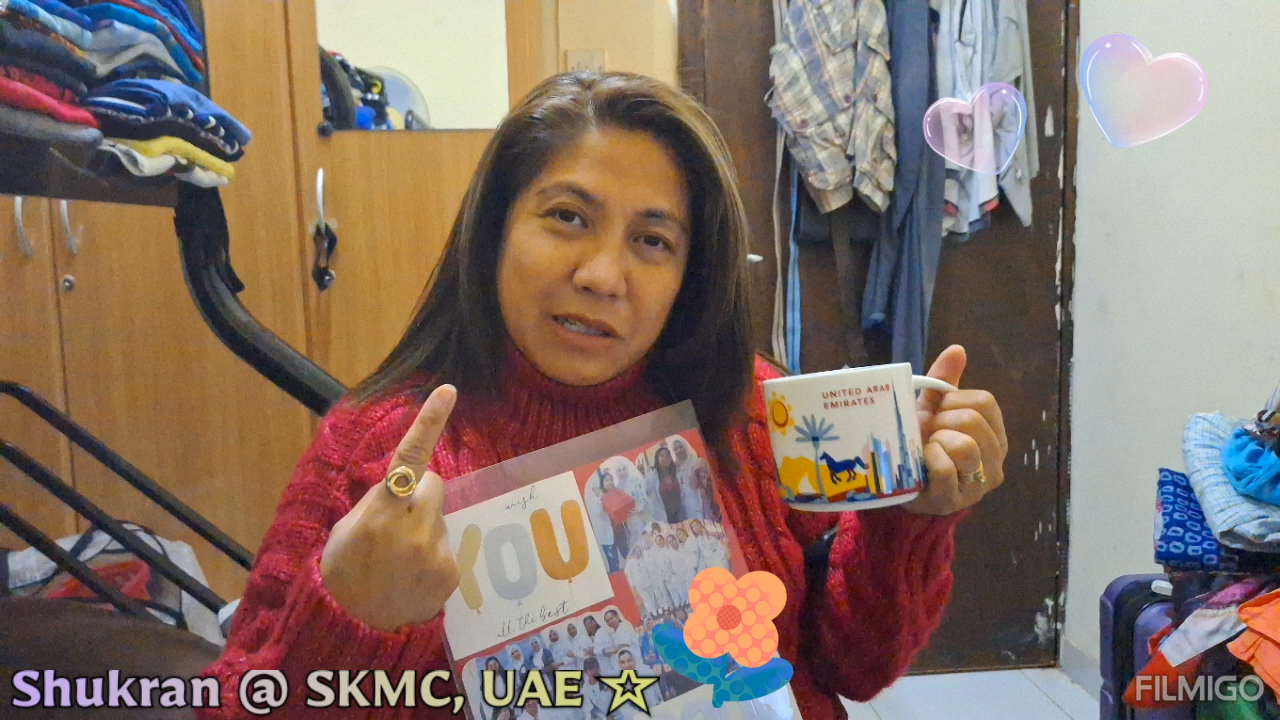 UNITED ARAB
EMIRATES
wish
YOU
all the best
Shukran @ SKMC, UAE ☆
FILMIGO